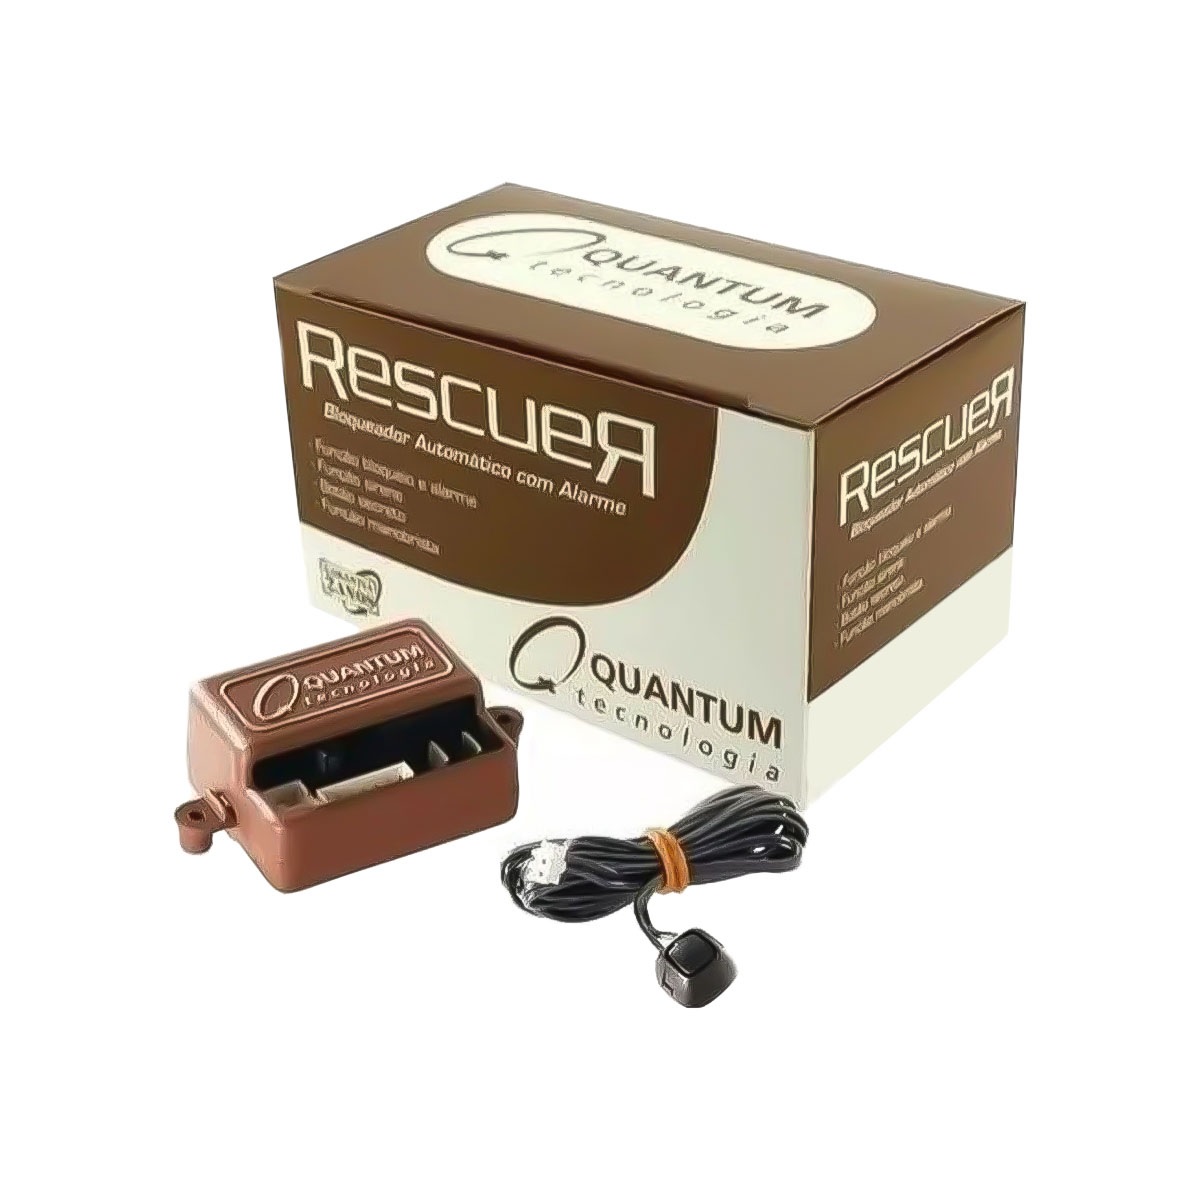 QUANTUM
tecnologia
RESCUER
Bloqueador Automático com Alarme
Função bloqueio e alarme
Função sirene
Botão secreto
Função manobrista
QUANTUM
tecnologia
RESCUER
Bloqueador Automático com Alarme
Função bloqueio e alarme
Função sirene
Botão secreto
Função manobrista
QUANTUM
tecnologia